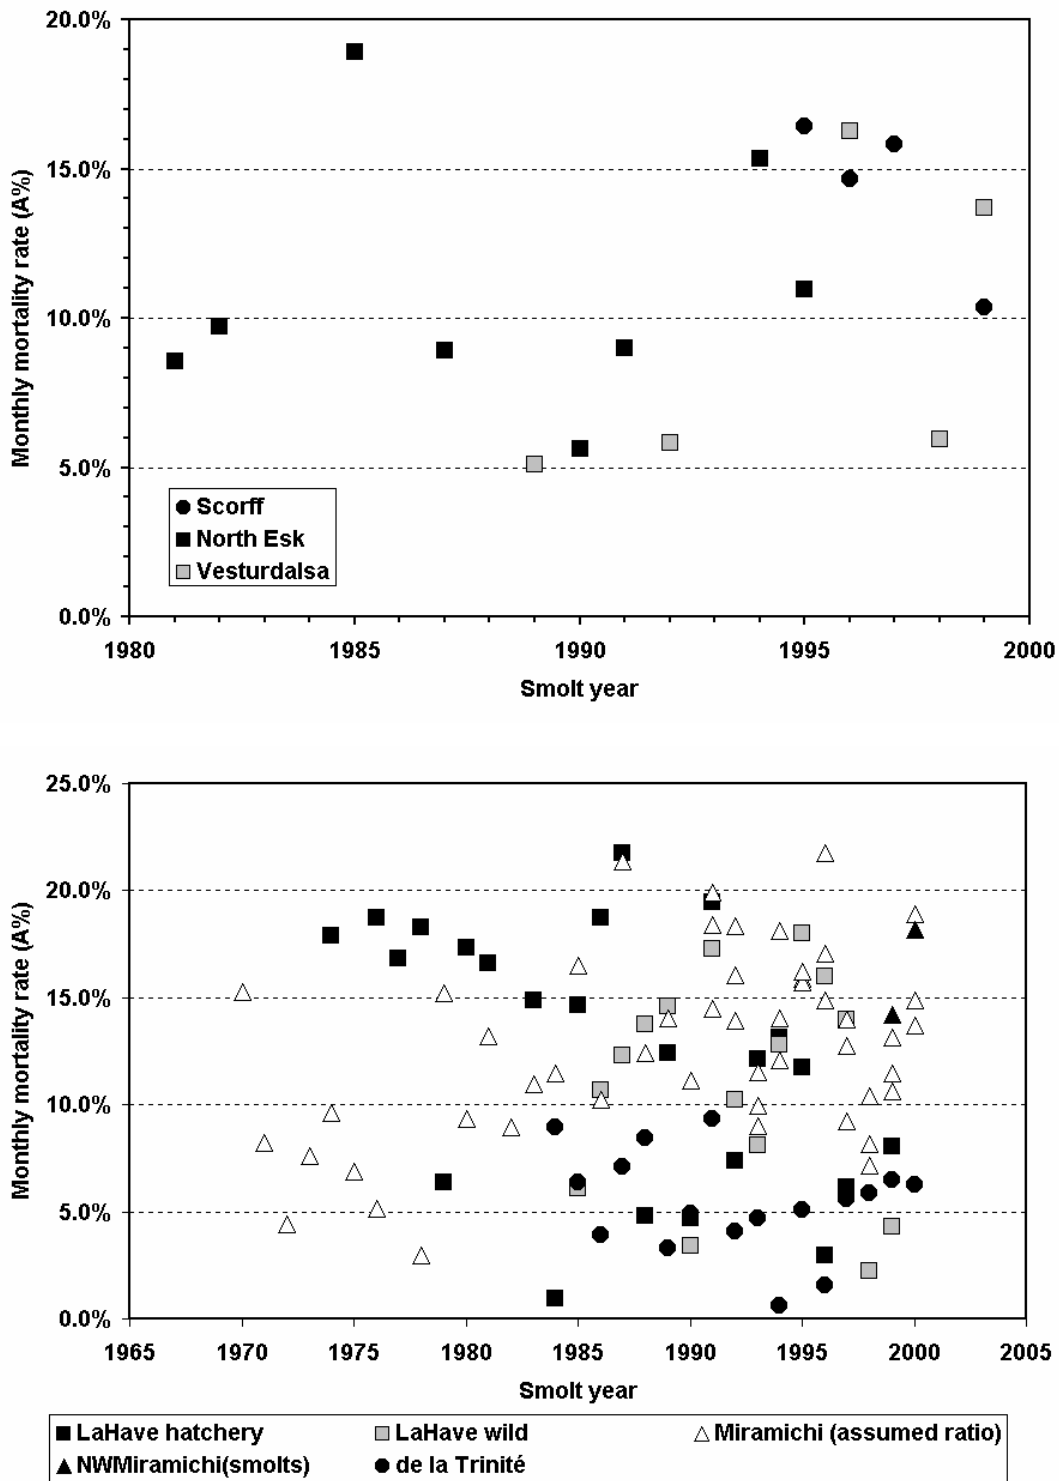 20.0%
15.0%
10.0%
5.0%
0.0%
Monthly mortality rate (A%)
Scorff
North Esk
Vesturdalsa
1980 1985 1990 1995 2000
Smolt year
25.0%
20.0%
15.0%
10.0%
5.0%
0.0%
Monthly mortality rate (A%)
1965 1970 1975 1980 1985 1990 1995 2000 2005
Smolt year
LaHave hatchery LaHave wild Miramichi (assumed ratio)
NWMiramichi(smolts) de la Trinité